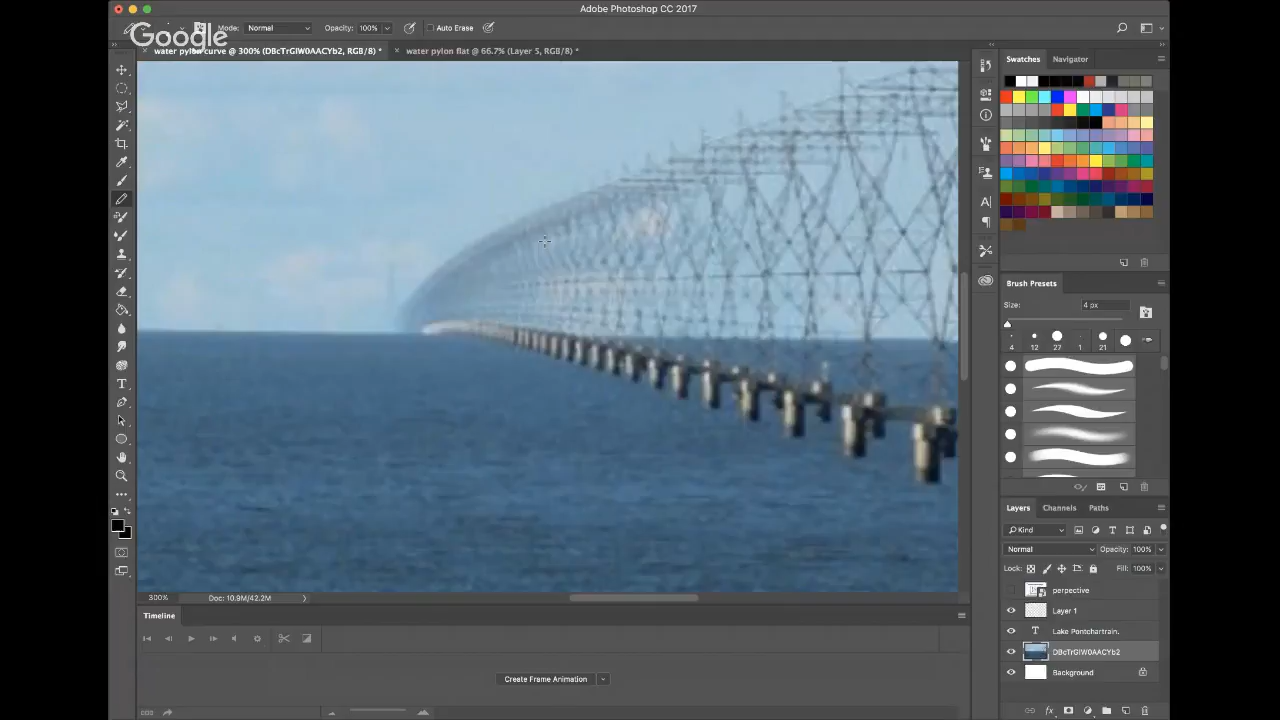 Adobe Photoshop CC 2017
Google
Mode: Normal Opacity: 100% Auto Erase
water pylon curve @ 300% (DBcTrGIW0AACYb2, RGB/8) * water pylon flat @ 66.7% (Layer 5, RGB/8) *
Swatches Navigator
Brush Presets
Size: 4 px
4 12 27 1 21
Layers Channels Paths
Kind
Normal Opacity: 100%
Lock: Fill: 100%
perpective
Layer 1
Lake Pontchartrain.
DBcTrGIW0AACYb2
Background
300% Doc: 10.9M/42.2M
Timeline
Create Frame Animation